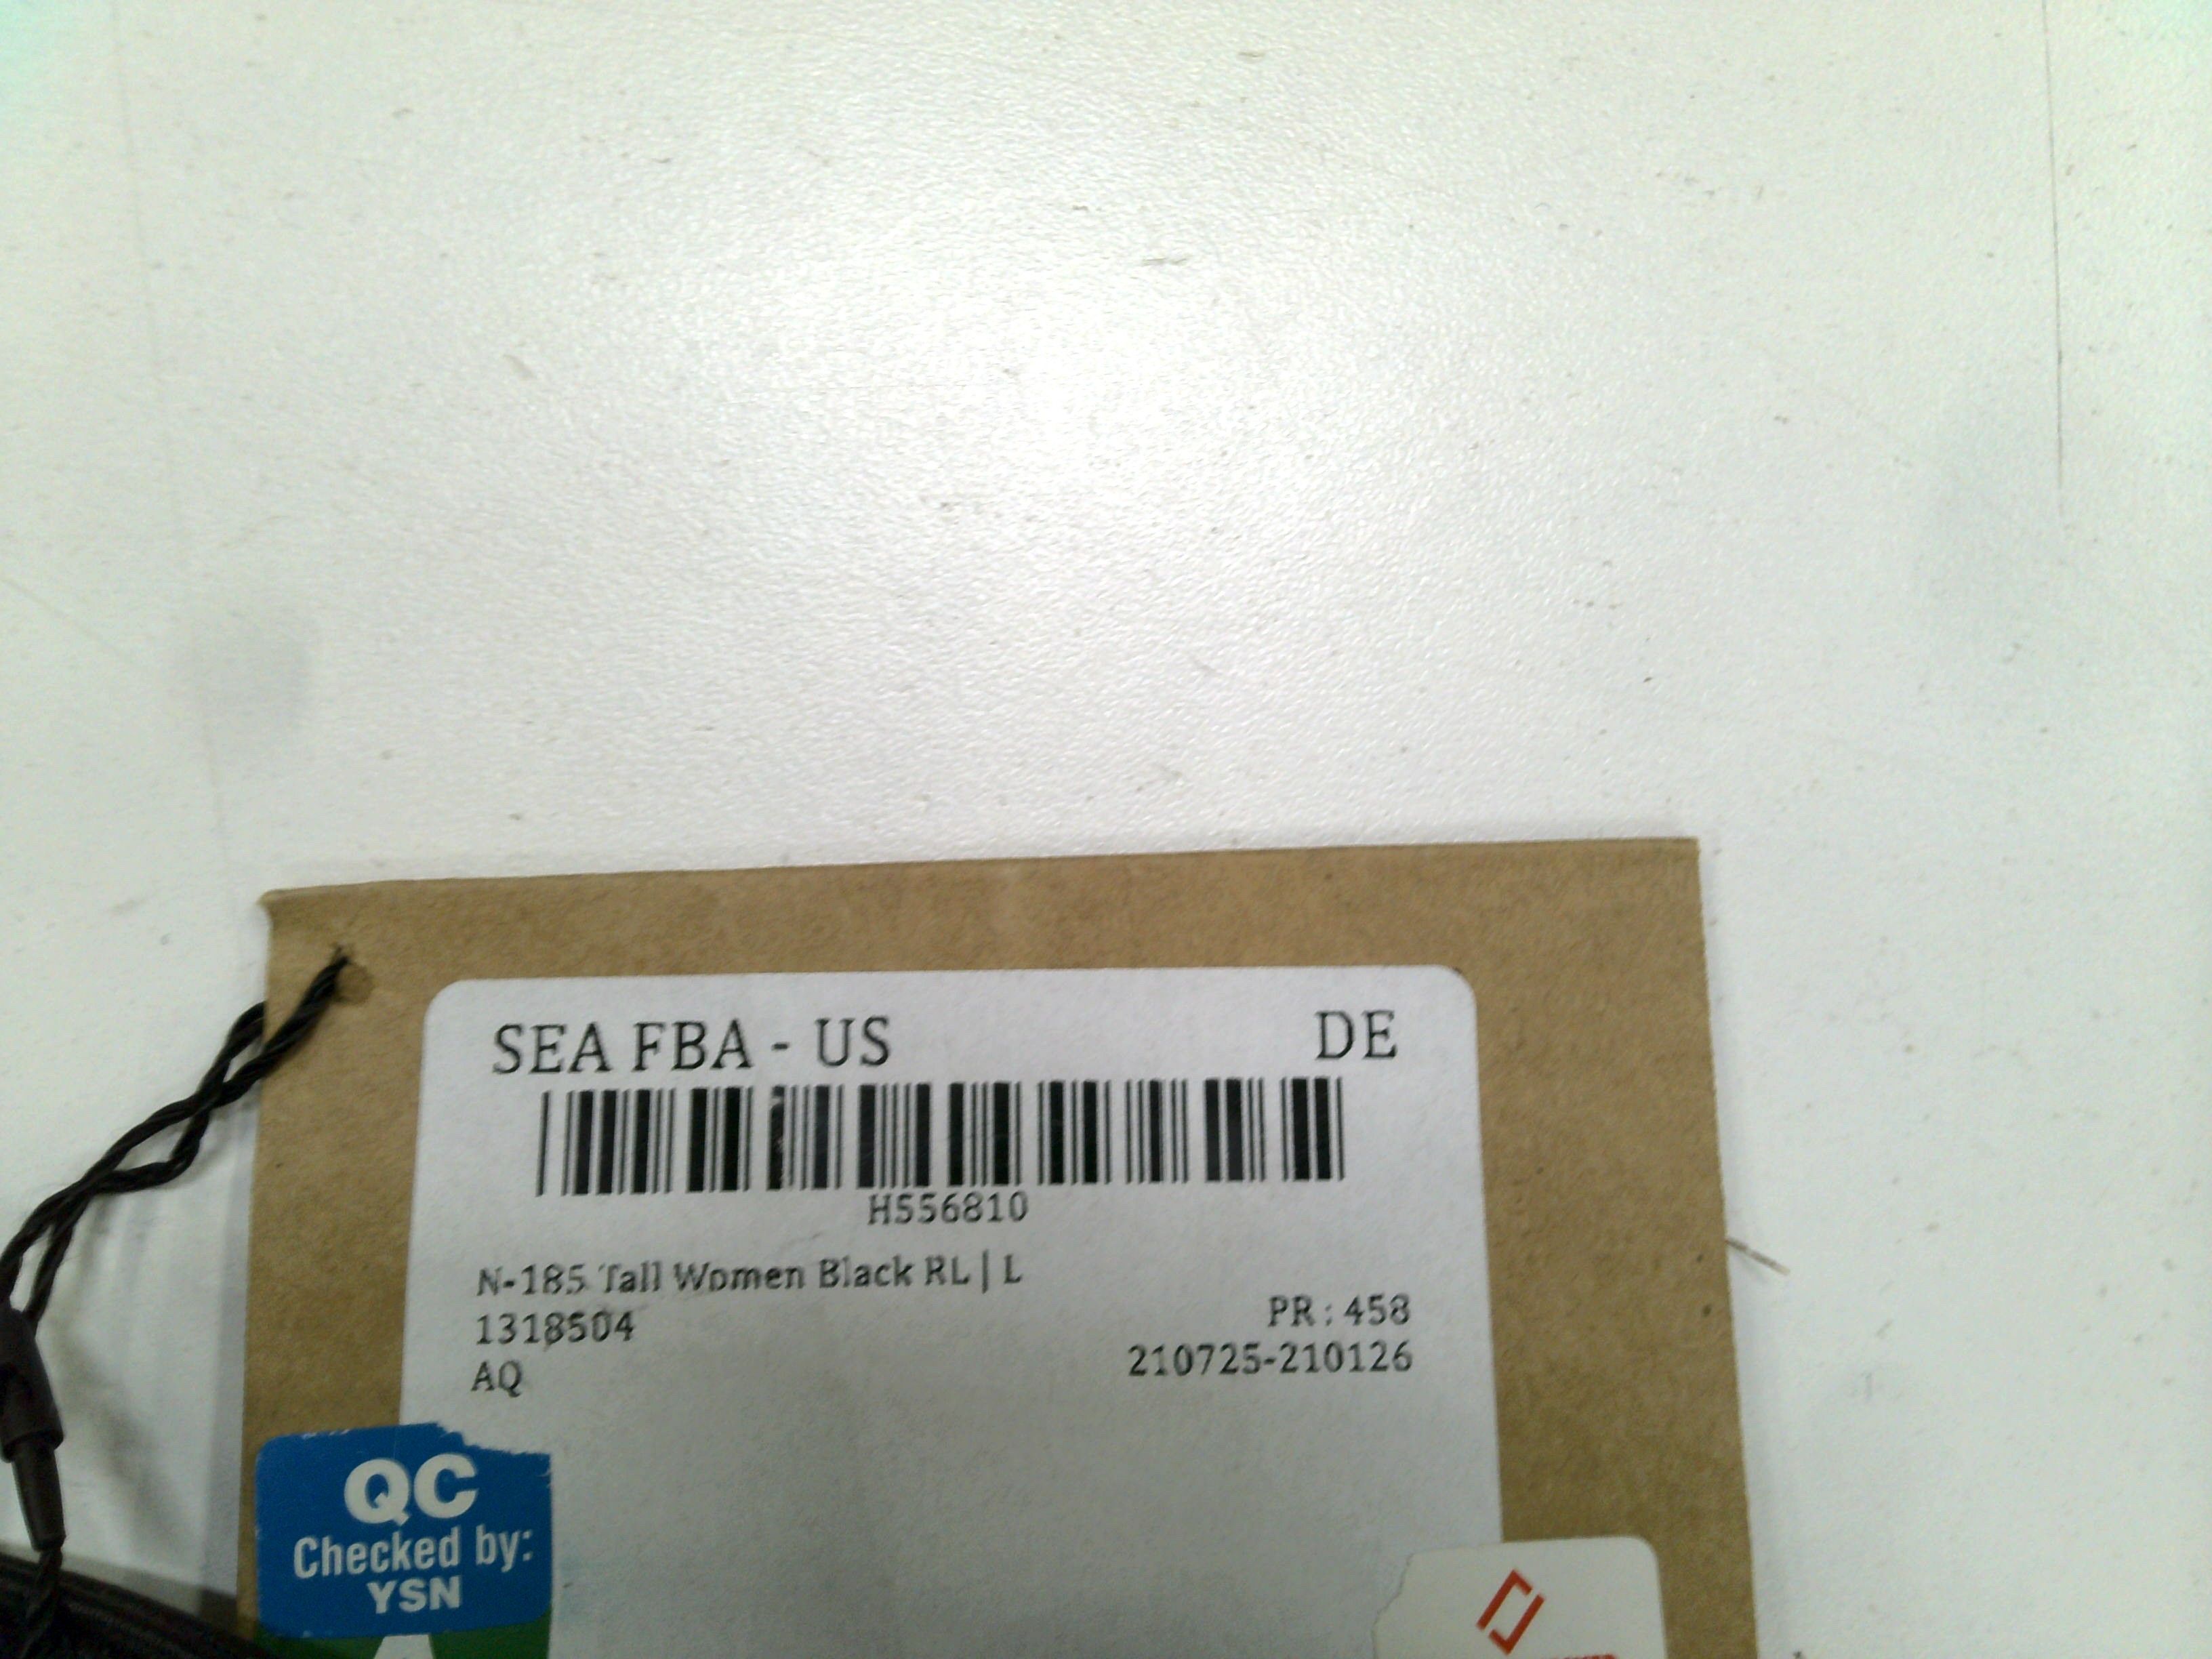 SEA FBA - US DE
H556810
N-185 Tall Women Black RL | L
1318504 PR : 458
AQ 210725-210126
QC
Checked by:
YSN